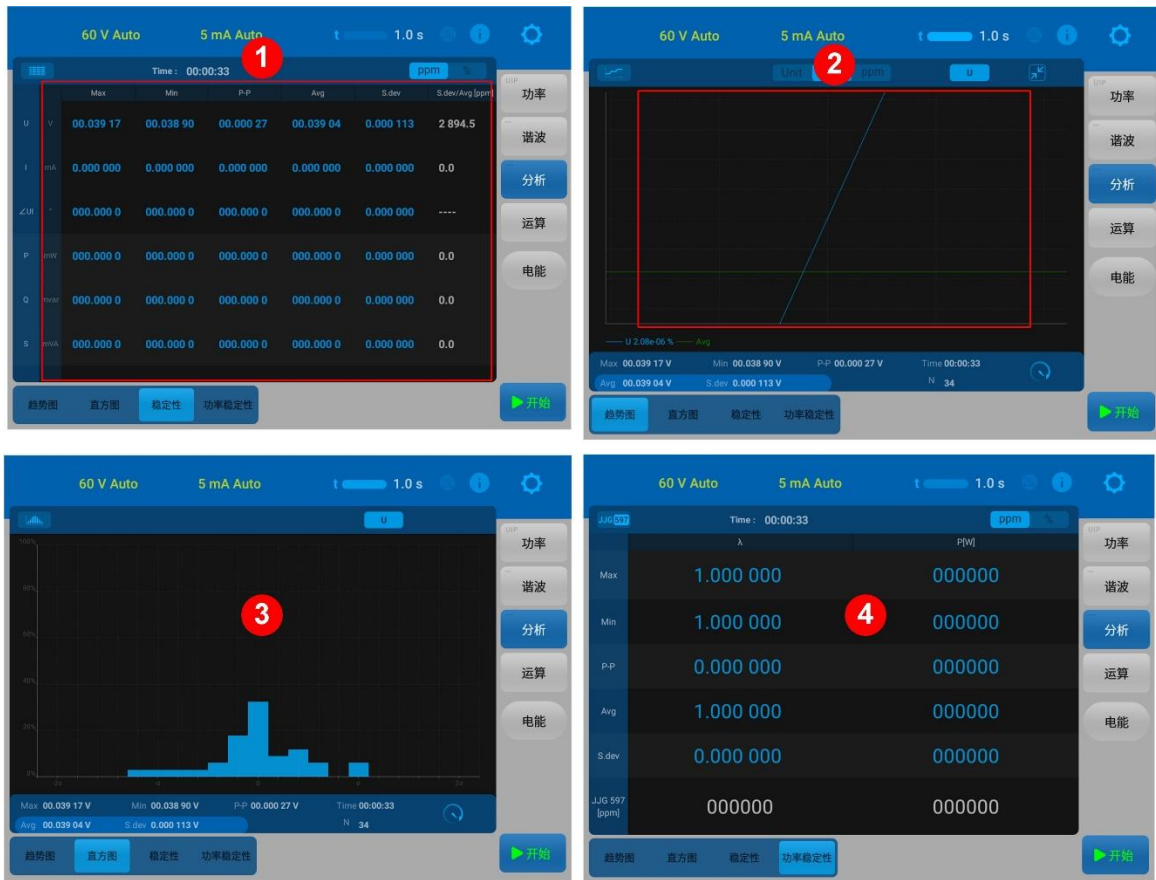 60 V Auto 5 mA Auto t 1.0 s
1
Time : 00:00:33 ppm %
Max Min P-P Avg S.dev S.dev/Avg [ppm]
U V 00.039 17 00.038 90 00.000 27 00.039 04 0.000 113 2 894.5
I mA 0.000 000 0.000 000 0.000 000 0.000 000 0.000 000 0.0
∠UI ° 000.000 0 000.000 0 000.000 0 000.000 0 0.000 000 ----
P mW 000.000 0 000.000 0 000.000 0 000.000 0 0.000 000 0.0
Q mvar 000.000 0 000.000 0 000.000 0 000.000 0 0.000 000 0.0
S mVA 000.000 0 000.000 0 000.000 0 000.000 0 0.000 000 0.0
UIP
功率
谐波
分析
运算
电能
趋势图 直方图 稳定性 功率稳定性 开始
60 V Auto 5 mA Auto t 1.0 s
2
Unit ppm U
UIP
功率
谐波
分析
运算
电能
U 2.08e-06 % Avg
Max 00.039 17 V Min 00.038 90 V P-P 00.000 27 V Time 00:00:33
Avg 00.039 04 V S.dev 0.000 113 V N 34
趋势图 直方图 稳定性 功率稳定性 开始
60 V Auto 5 mA Auto t 1.0 s
U
100%
80%
60%
40%
20%
0%
-2σ -σ 0 σ 2σ
3
UIP
功率
谐波
分析
运算
电能
Max 00.039 17 V Min 00.038 90 V P-P 00.000 27 V Time 00:00:33
Avg 00.039 04 V S.dev 0.000 113 V N 34
趋势图 直方图 稳定性 功率稳定性 开始
60 V Auto 5 mA Auto t 1.0 s
JJG 597 Time : 00:00:33 ppm %
λ P[W]
Max 1.000 000 000000
4
Min 1.000 000 000000
P-P 0.000 000 000000
Avg 1.000 000 000000
S.dev 0.000 000 000000
JJG 597 [ppm] 000000 000000
UIP
功率
谐波
分析
运算
电能
趋势图 直方图 稳定性 功率稳定性 开始